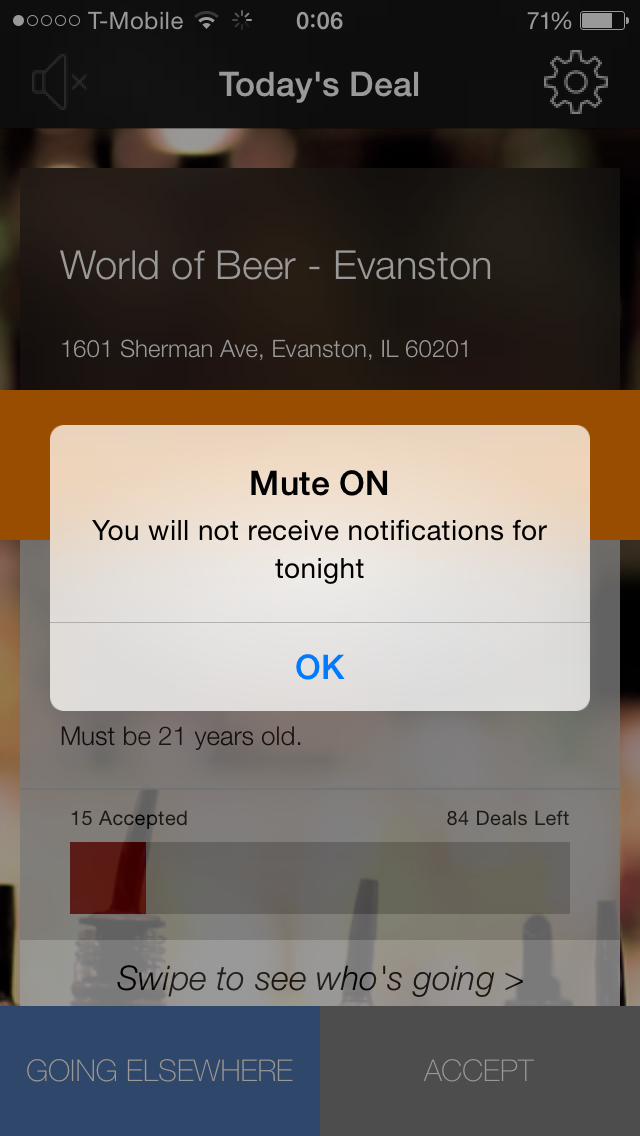 T-Mobile 0:06 71%
Today's Deal
World of Beer - Evanston
1601 Sherman Ave, Evanston, IL 60201
Mute ON
You will not receive notifications for
tonight
OK
Must be 21 years old.
15 Accepted 84 Deals Left
Swipe to see who's going >
GOING ELSEWHERE ACCEPT